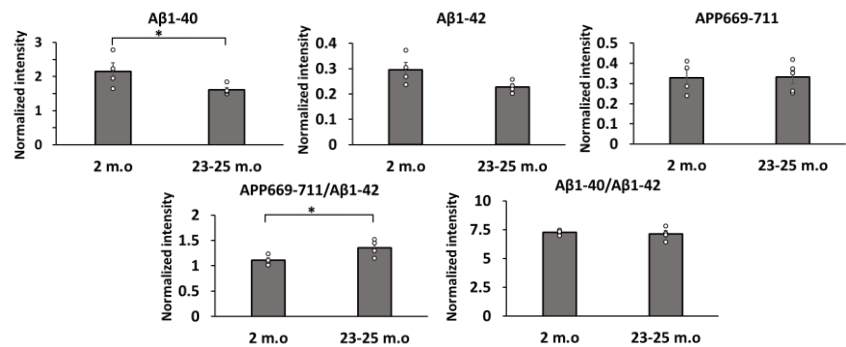 Aβ1-40
Normalized intensity
3
2
1
0
*
2 m.o
23-25 m.o
Aβ1-42
Normalized intensity
0.4
0.3
0.2
0.1
0
2 m.o
23-25 m.o
APP669-711
Normalized intensity
0.5
0.4
0.3
0.2
0.1
0
2 m.o
23-25 m.o
APP669-711/Aβ1-42
Normalized intensity
2
1.5
1
0.5
0
*
2 m.o
23-25 m.o
Aβ1-40/Aβ1-42
Normalized intensity
10
7.5
5
2.5
0
2 m.o
23-25 m.o